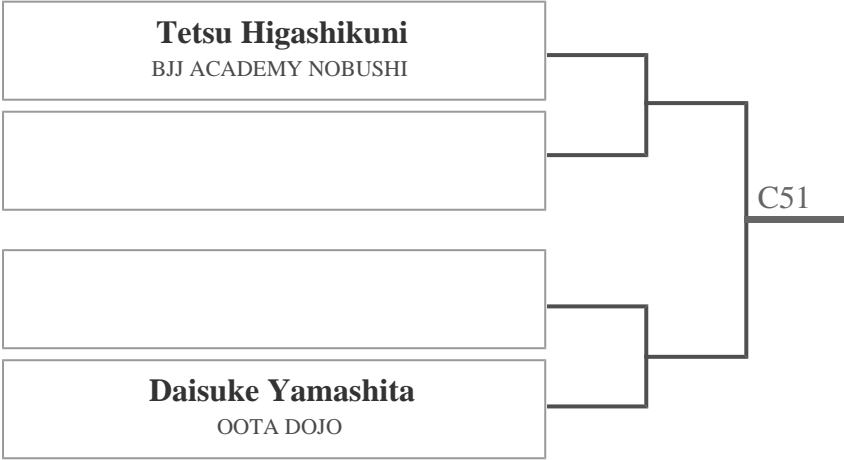 Tetsu Higashikuni
BJJ ACADEMY NOBUSHI
C51
Daisuke Yamashita
OOTA DOJO